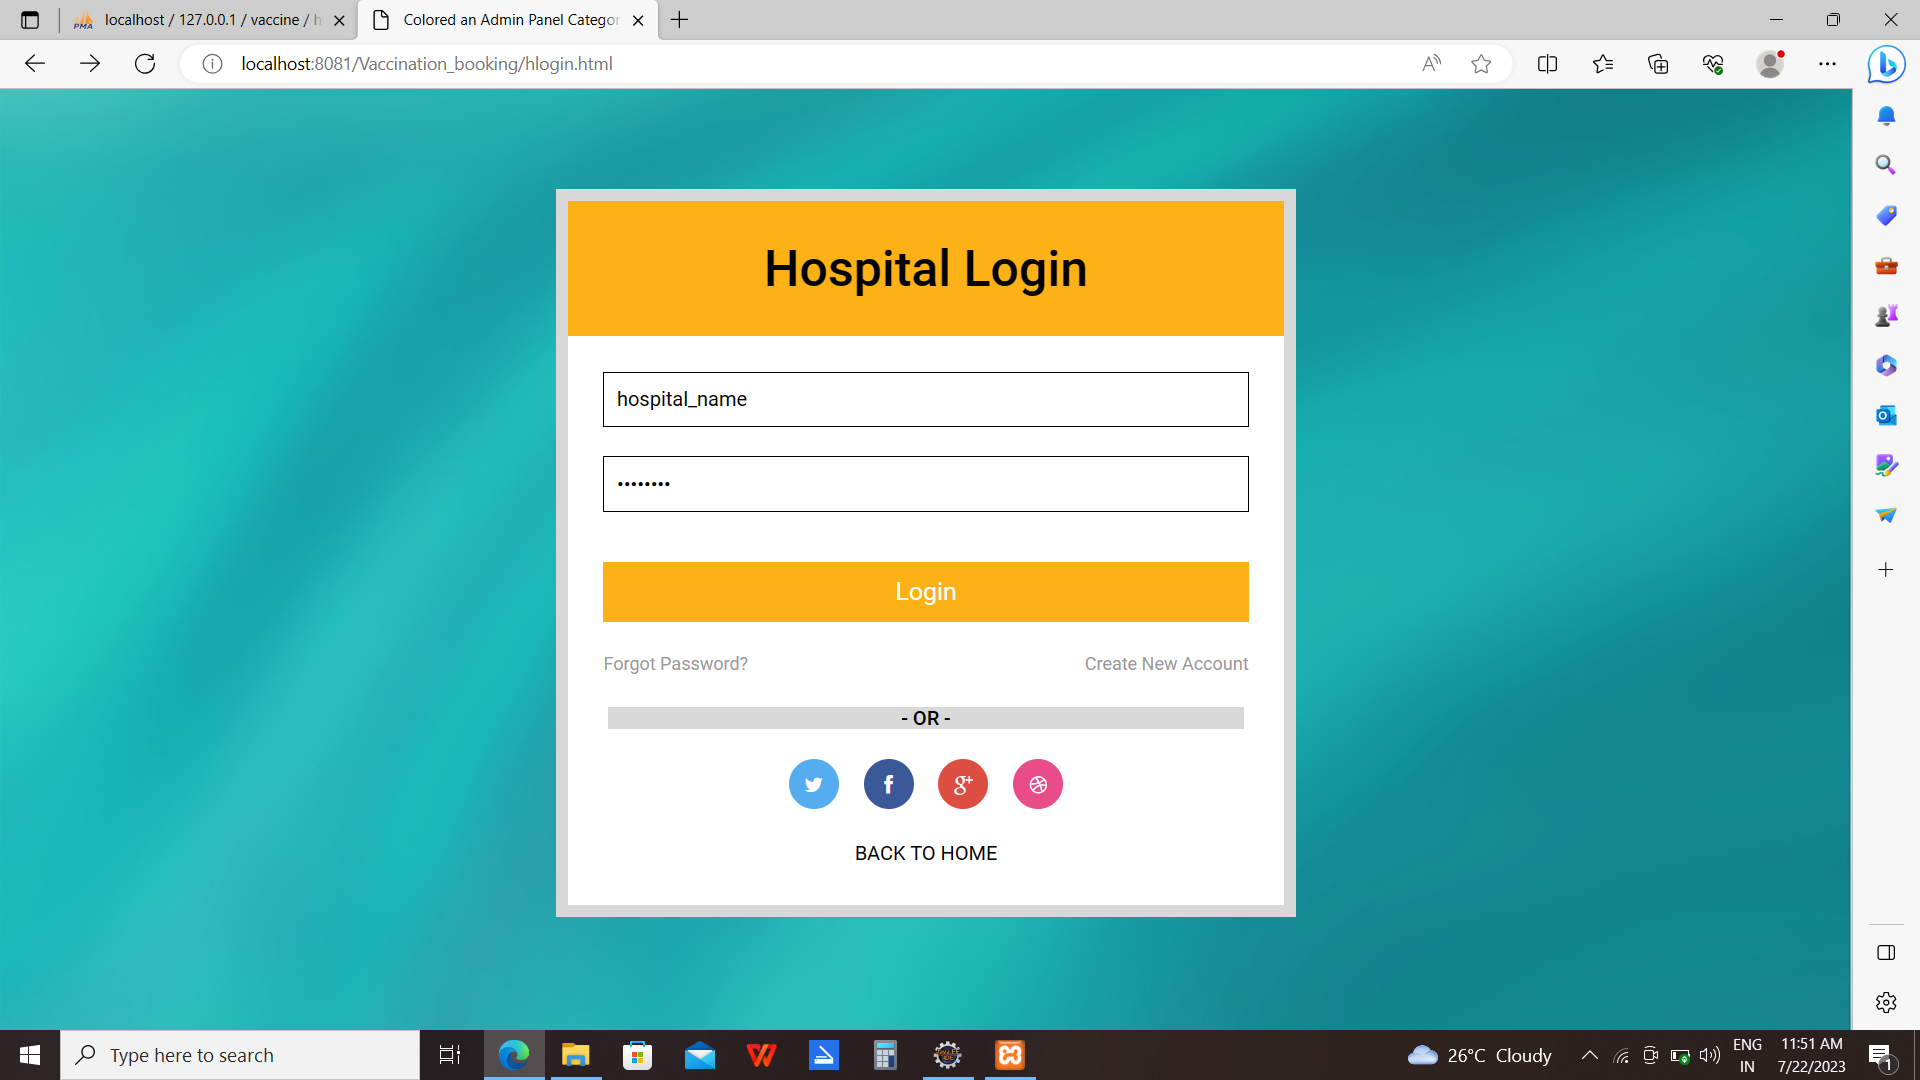 localhost / 127.0.0.1 / vaccine / h
Colored an Admin Panel Categor
localhost:8081/Vaccination_booking/hlogin.html
Hospital Login
hospital_name
••••••••
Login
Forgot Password?
Create New Account
- OR -
BACK TO HOME
Type here to search
26°C Cloudy
ENG
IN
11:51 AM
7/22/2023
1